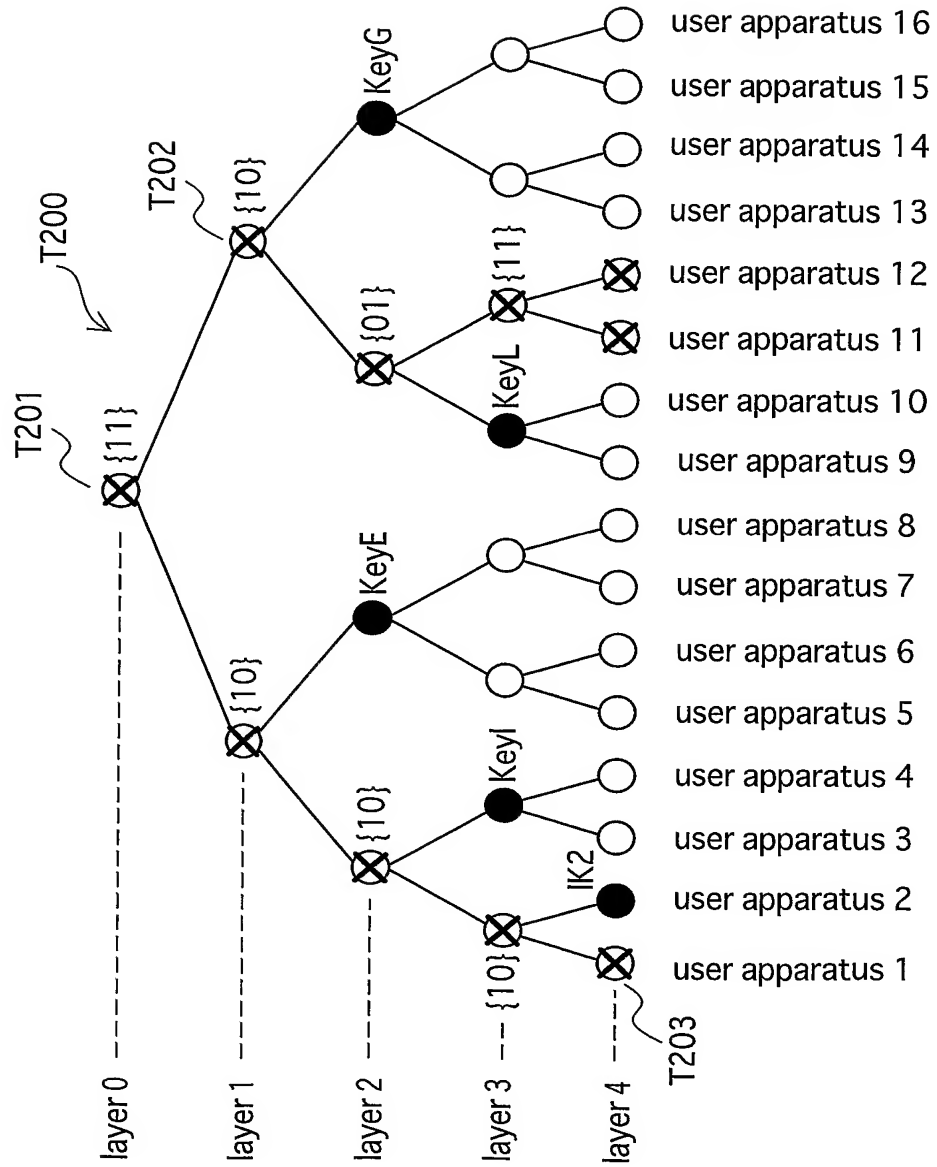 T200
T201
T202
layer 0
{11}
layer 1
{10}
{10}
layer 2
{10}
KeyE
{01}
KeyG
layer 3
{10}
KeyI
KeyL
{11}
layer 4
IK2
T203
user apparatus 1
user apparatus 2
user apparatus 3
user apparatus 4
user apparatus 5
user apparatus 6
user apparatus 7
user apparatus 8
user apparatus 9
user apparatus 10
user apparatus 11
user apparatus 12
user apparatus 13
user apparatus 14
user apparatus 15
user apparatus 16